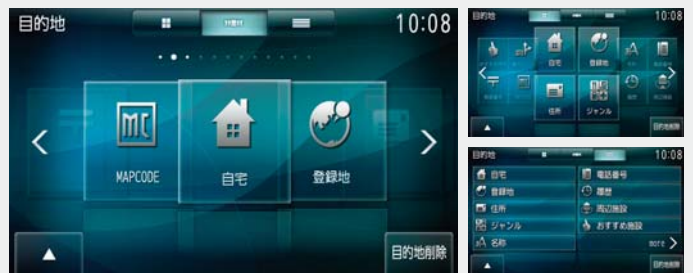 目的地 10:08
MAPCODE 自宅 登録地
目的地削除
目的地 10:08
自宅 登録地
住所 ジャンル
目的地削除
目的地 10:08
自宅 電話番号
登録地 履歴
住所 周辺施設
ジャンル おすすめ施設
名称 more
目的地削除